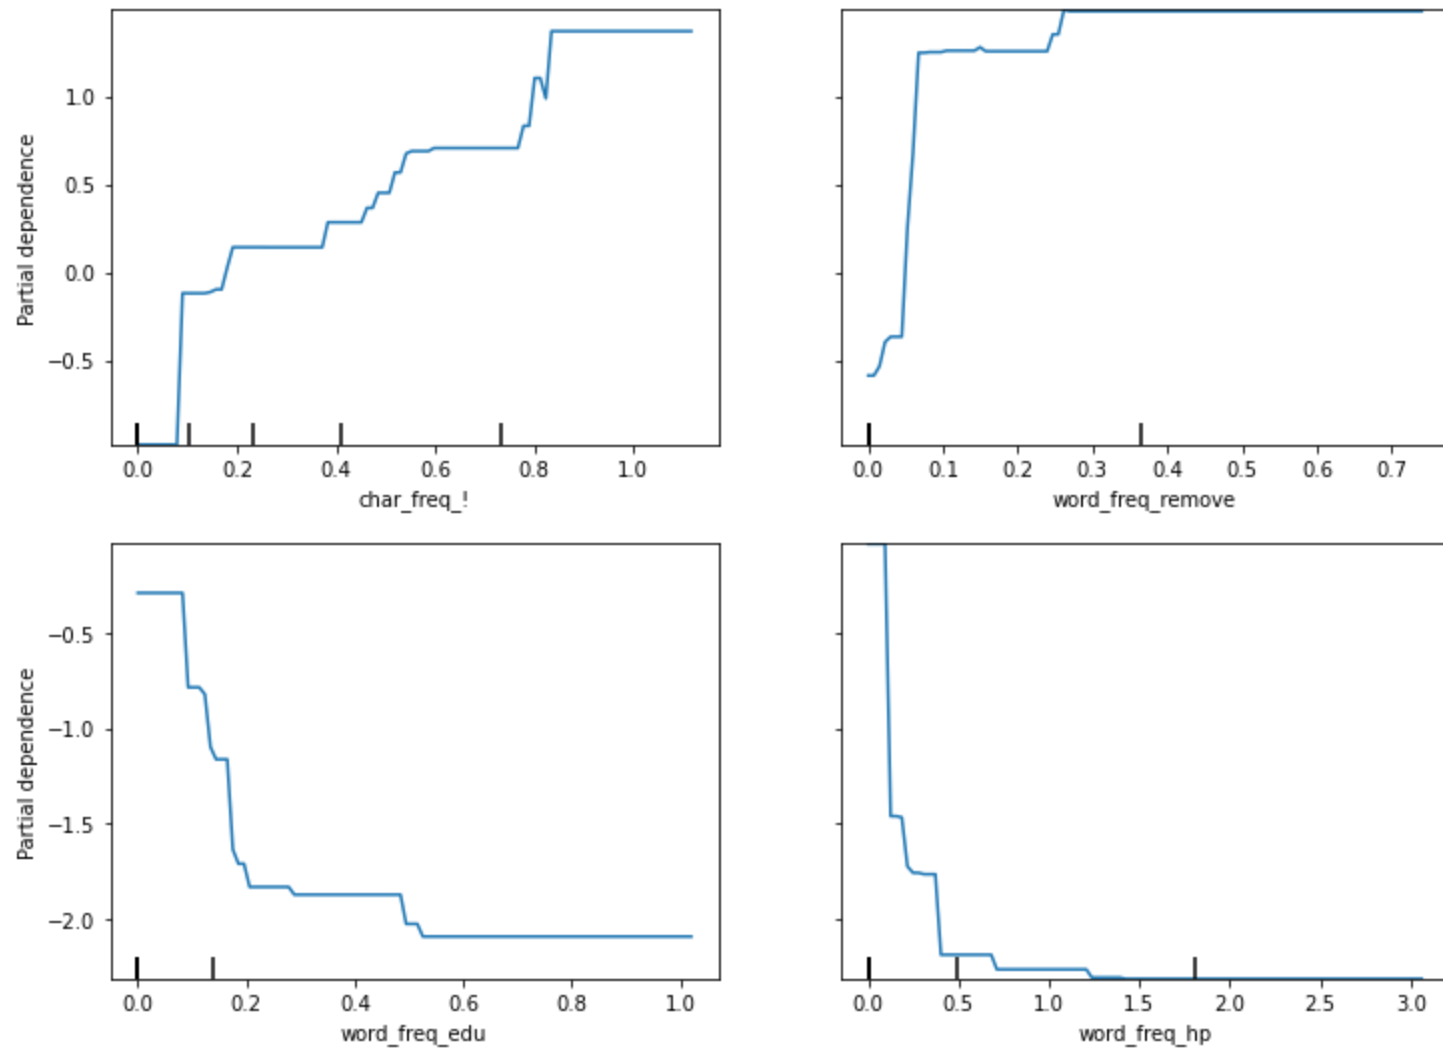 Partial dependence
1.0
0.5
0.0
−0.5
0.0 0.2 0.4 0.6 0.8 1.0
char_freq_!
0.0 0.1 0.2 0.3 0.4 0.5 0.6 0.7
word_freq_remove
Partial dependence
−0.5
−1.0
−1.5
−2.0
0.0 0.2 0.4 0.6 0.8 1.0
word_freq_edu
0.0 0.5 1.0 1.5 2.0 2.5 3.0
word_freq_hp